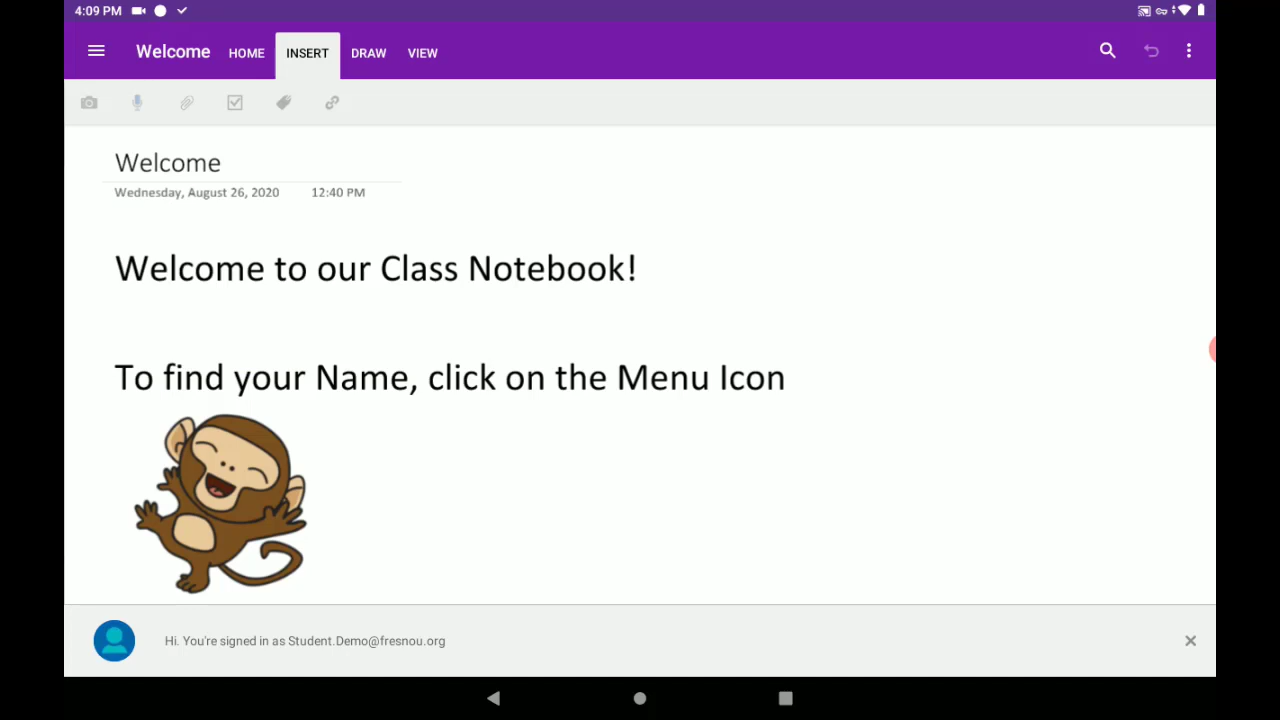 4:09 PM
Welcome HOME INSERT DRAW VIEW
Welcome
Wednesday, August 26, 2020 12:40 PM
Welcome to our Class Notebook!
To find your Name, click on the Menu Icon
Hi. You're signed in as Student.Demo@fresnou.org